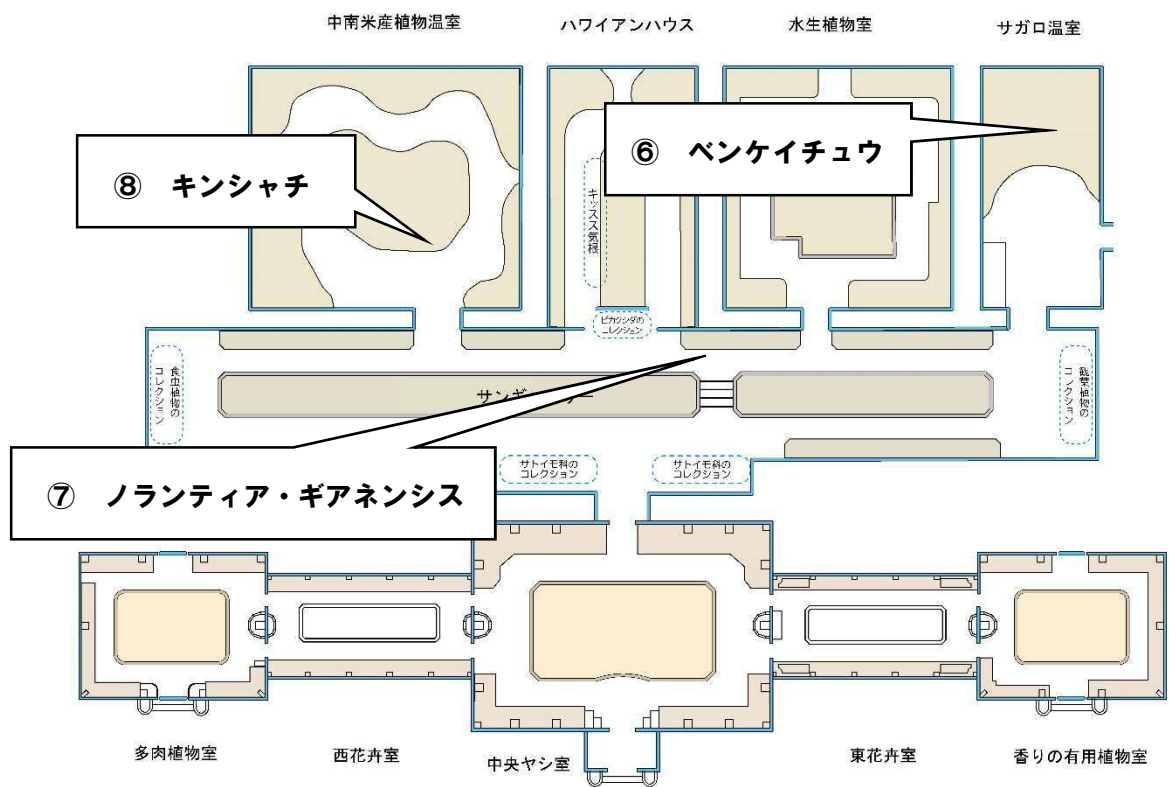 中南米産植物温室
ハワイアンハウス
水生植物室
サガロ温室
⑥ ベンケイチュウ
⑧ キンシャチ
キッスス気根
ビカクシダの
コレクション
食虫植物の
コレクション
観葉植物の
コレクション
サンギ
⑦ ノランティア・ギアネンシス
サトイモ科の
コレクション
サトイモ科の
コレクション
多肉植物室
西花卉室
中央ヤシ室
東花卉室
香りの有用植物室